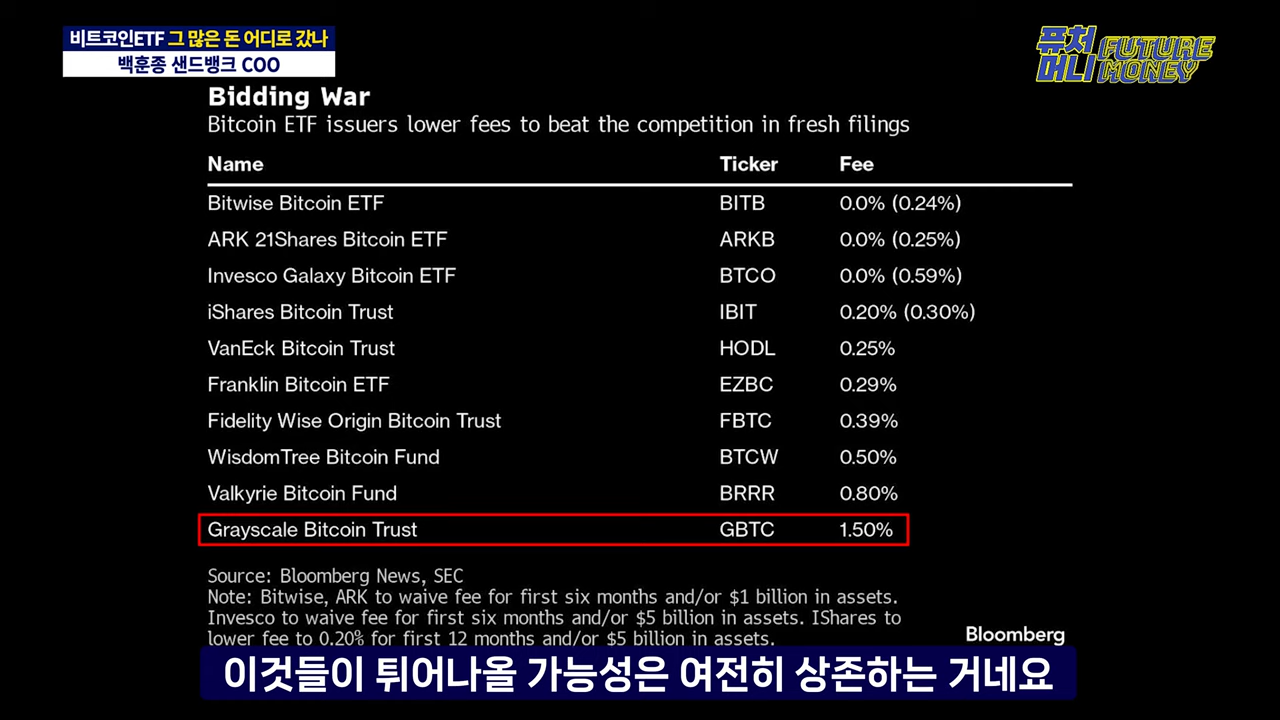 비트코인ETF 그 많은 돈 어디로 갔나
백훈종 샌드뱅크 COO
퓨처 머니 FUTURE MONEY
Bidding War
Bitcoin ETF issuers lower fees to beat the competition in fresh filings
Name Ticker Fee
Bitwise Bitcoin ETF BITB 0.0% (0.24%)
ARK 21Shares Bitcoin ETF ARKB 0.0% (0.25%)
Invesco Galaxy Bitcoin ETF BTCO 0.0% (0.59%)
iShares Bitcoin Trust IBIT 0.20% (0.30%)
VanEck Bitcoin Trust HODL 0.25%
Franklin Bitcoin ETF EZBC 0.29%
Fidelity Wise Origin Bitcoin Trust FBTC 0.39%
WisdomTree Bitcoin Fund BTCW 0.50%
Valkyrie Bitcoin Fund BRRR 0.80%
Grayscale Bitcoin Trust GBTC 1.50%
Source: Bloomberg News, SEC
Note: Bitwise, ARK to waive fee for first six months and/or $1 billion in assets.
Invesco to waive fee for first six months and/or $5 billion in assets. IShares to
lower fee to 0.20% for first 12 months and/or $5 billion in assets.
Bloomberg
이것들이 튀어나올 가능성은 여전히 상존하는 거네요